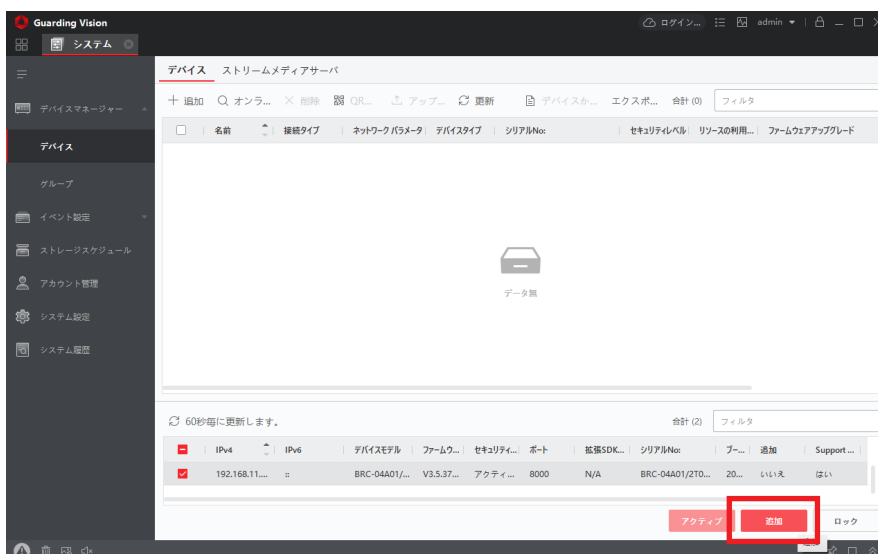 Guarding Vision
ログイン... admin
システム
デバイス ストリームメディアサーバ
追加 オンラ... 削除 QR... アップ... 更新 デバイスか... エクスポ... 合計 (0) フィルタ
デバイスマネージャー
名前 接続タイプ ネットワーク パラメータ デバイスタイプ シリアルNo: セキュリティレベル リソースの利用... ファームウェアアップグレード
デバイス
グループ
イベント設定
ストレージスケジュール
アカウント管理
データ無
システム設定
システム履歴
60秒毎に更新します。 合計 (2) フィルタ
IPv4 IPv6 デバイスモデル ファームウ... セキュリティ... ポート 拡張SDK... シリアルNo: ブー... 追加 Support ...
192.168.11.... :: BRC-04A01/... V3.5.37... アクティ... 8000 N/A BRC-04A01/2T0... 20... いいえ はい
アクティブ 追加 ロック